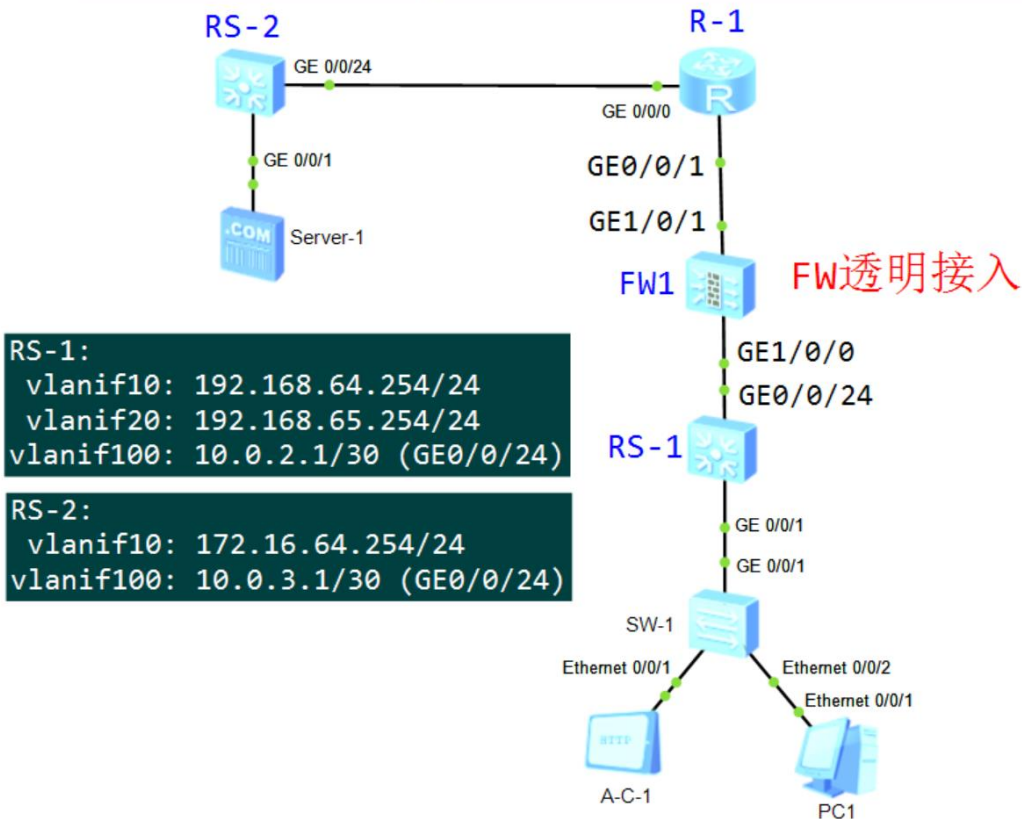 RS-2
R-1
GE 0/0/24
GE 0/0/0
R
GE 0/0/1
GE0/0/1
GE1/0/1
.COM
Server-1
FW1
FW透明接入
GE1/0/0
GE0/0/24
RS-1
RS-1:
vlanif10: 192.168.64.254/24
vlanif20: 192.168.65.254/24
vlanif100: 10.0.2.1/30 (GE0/0/24)
RS-2:
vlanif10: 172.16.64.254/24
vlanif100: 10.0.3.1/30 (GE0/0/24)
GE 0/0/1
GE 0/0/1
SW-1
Ethernet 0/0/1
Ethernet 0/0/2
Ethernet 0/0/1
HTTP
A-C-1
PC1